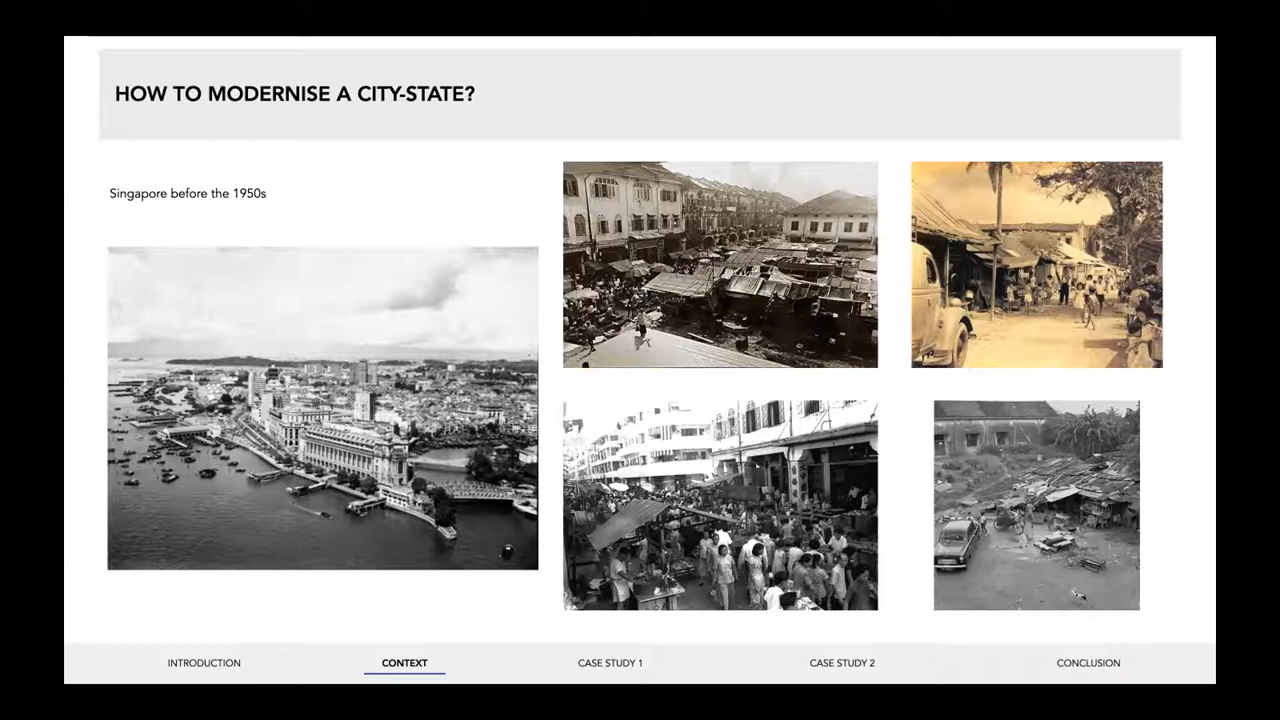 HOW TO MODERNISE A CITY-STATE?
Singapore before the 1950s
INTRODUCTION
CONTEXT
CASE STUDY 1
CASE STUDY 2
CONCLUSION